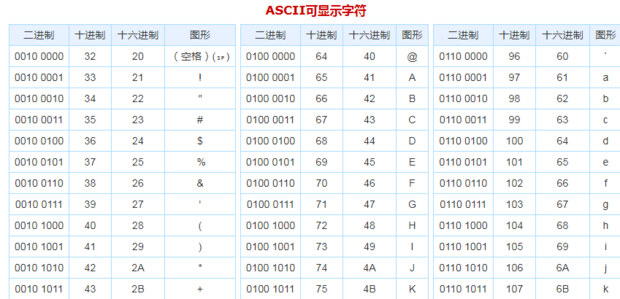 ASCII可显示字符
二进制 十进制 十六进制 图形 二进制 十进制 十六进制 图形 二进制 十进制 十六进制 图形
0010 0000 32 20 (空格)(␠) 0100 0000 64 40 @ 0110 0000 96 60 `
0010 0001 33 21 ! 0100 0001 65 41 A 0110 0001 97 61 a
0010 0010 34 22 " 0100 0010 66 42 B 0110 0010 98 62 b
0010 0011 35 23 # 0100 0011 67 43 C 0110 0011 99 63 c
0010 0100 36 24 $ 0100 0100 68 44 D 0110 0100 100 64 d
0010 0101 37 25 % 0100 0101 69 45 E 0110 0101 101 65 e
0010 0110 38 26 & 0100 0110 70 46 F 0110 0110 102 66 f
0010 0111 39 27 ' 0100 0111 71 47 G 0110 0111 103 67 g
0010 1000 40 28 ( 0100 1000 72 48 H 0110 1000 104 68 h
0010 1001 41 29 ) 0100 1001 73 49 I 0110 1001 105 69 i
0010 1010 42 2A * 0100 1010 74 4A J 0110 1010 106 6A j
0010 1011 43 2B + 0100 1011 75 4B K 0110 1011 107 6B k